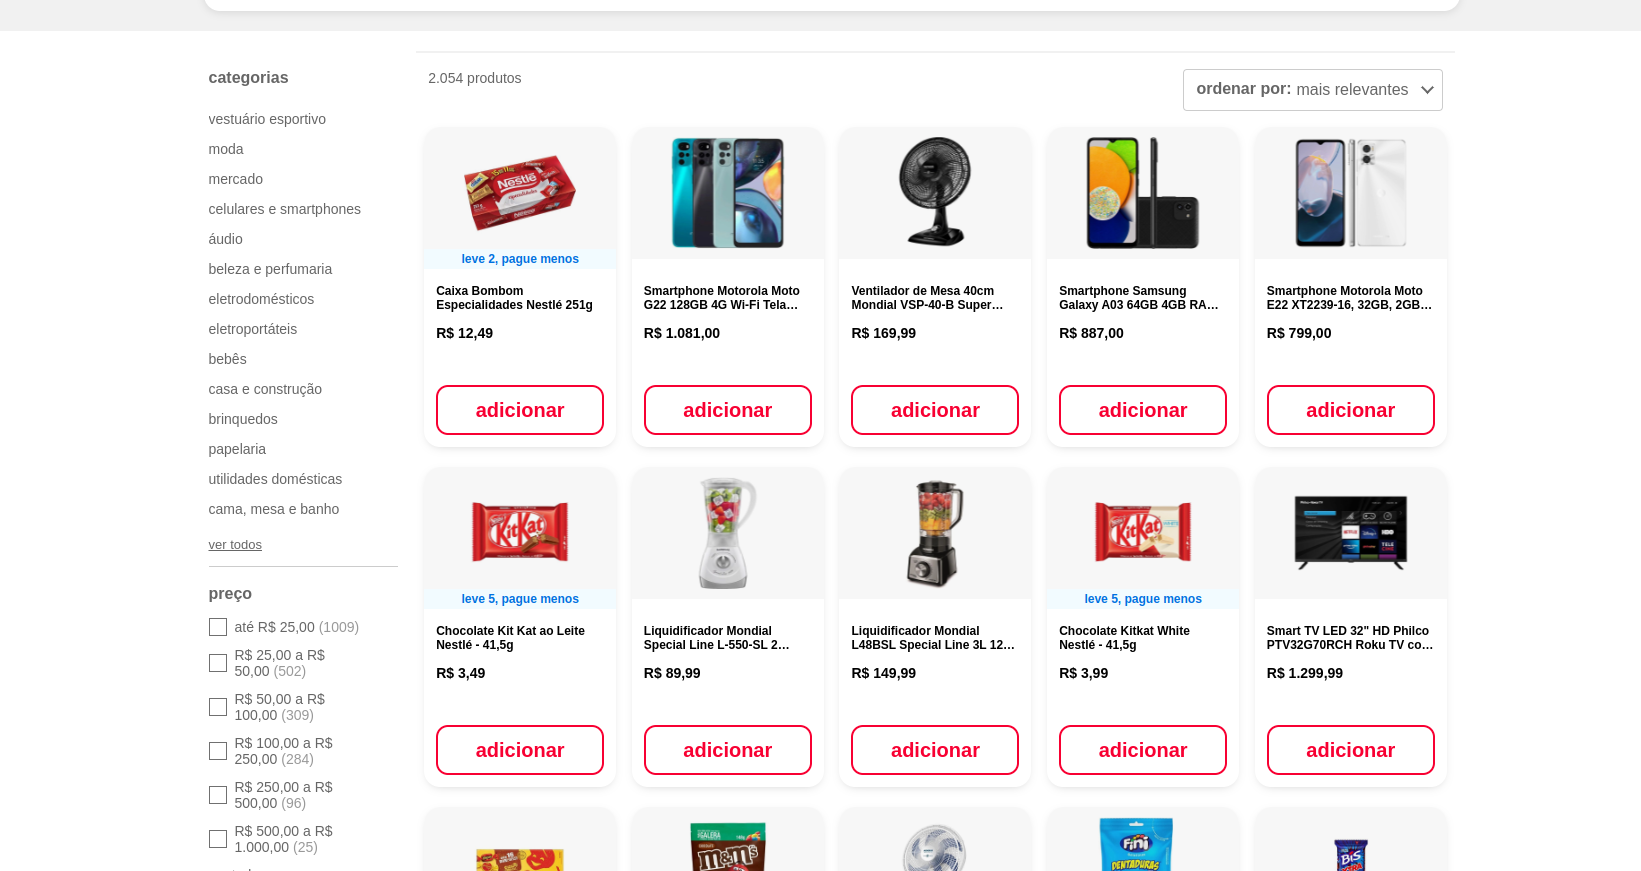 categorias
vestuário esportivo
moda
mercado
celulares e smartphones
áudio
beleza e perfumaria
eletrodomésticos
eletroportáteis
bebês
casa e construção
brinquedos
papelaria
utilidades domésticas
cama, mesa e banho
ver todos
preço
até R$ 25,00 (1009)
R$ 25,00 a R$
50,00 (502)
R$ 50,00 a R$
100,00 (309)
R$ 100,00 a R$
250,00 (284)
R$ 250,00 a R$
500,00 (96)
R$ 500,00 a R$
1.000,00 (25)
2.054 produtos
ordenar por: mais relevantes
Nestlé
leve 2, pague menos
Caixa Bombom
Especialidades Nestlé 251g
R$ 12,49
adicionar
Smartphone Motorola Moto
G22 128GB 4G Wi-Fi Tela…
R$ 1.081,00
adicionar
Ventilador de Mesa 40cm
Mondial VSP-40-B Super…
R$ 169,99
adicionar
Smartphone Samsung
Galaxy A03 64GB 4GB RA…
R$ 887,00
adicionar
Smartphone Motorola Moto
E22 XT2239-16, 32GB, 2GB…
R$ 799,00
adicionar
KitKat
leve 5, pague menos
Chocolate Kit Kat ao Leite
Nestlé - 41,5g
R$ 3,49
adicionar
Liquidificador Mondial
Special Line L-550-SL 2…
R$ 89,99
adicionar
Liquidificador Mondial
L48BSL Special Line 3L 12…
R$ 149,99
adicionar
KitKat
leve 5, pague menos
Chocolate Kitkat White
Nestlé - 41,5g
R$ 3,99
adicionar
Smart TV LED 32" HD Philco
PTV32G70RCH Roku TV co…
R$ 1.299,99
adicionar
m&m's
Fini
DENTADURAS
BIS